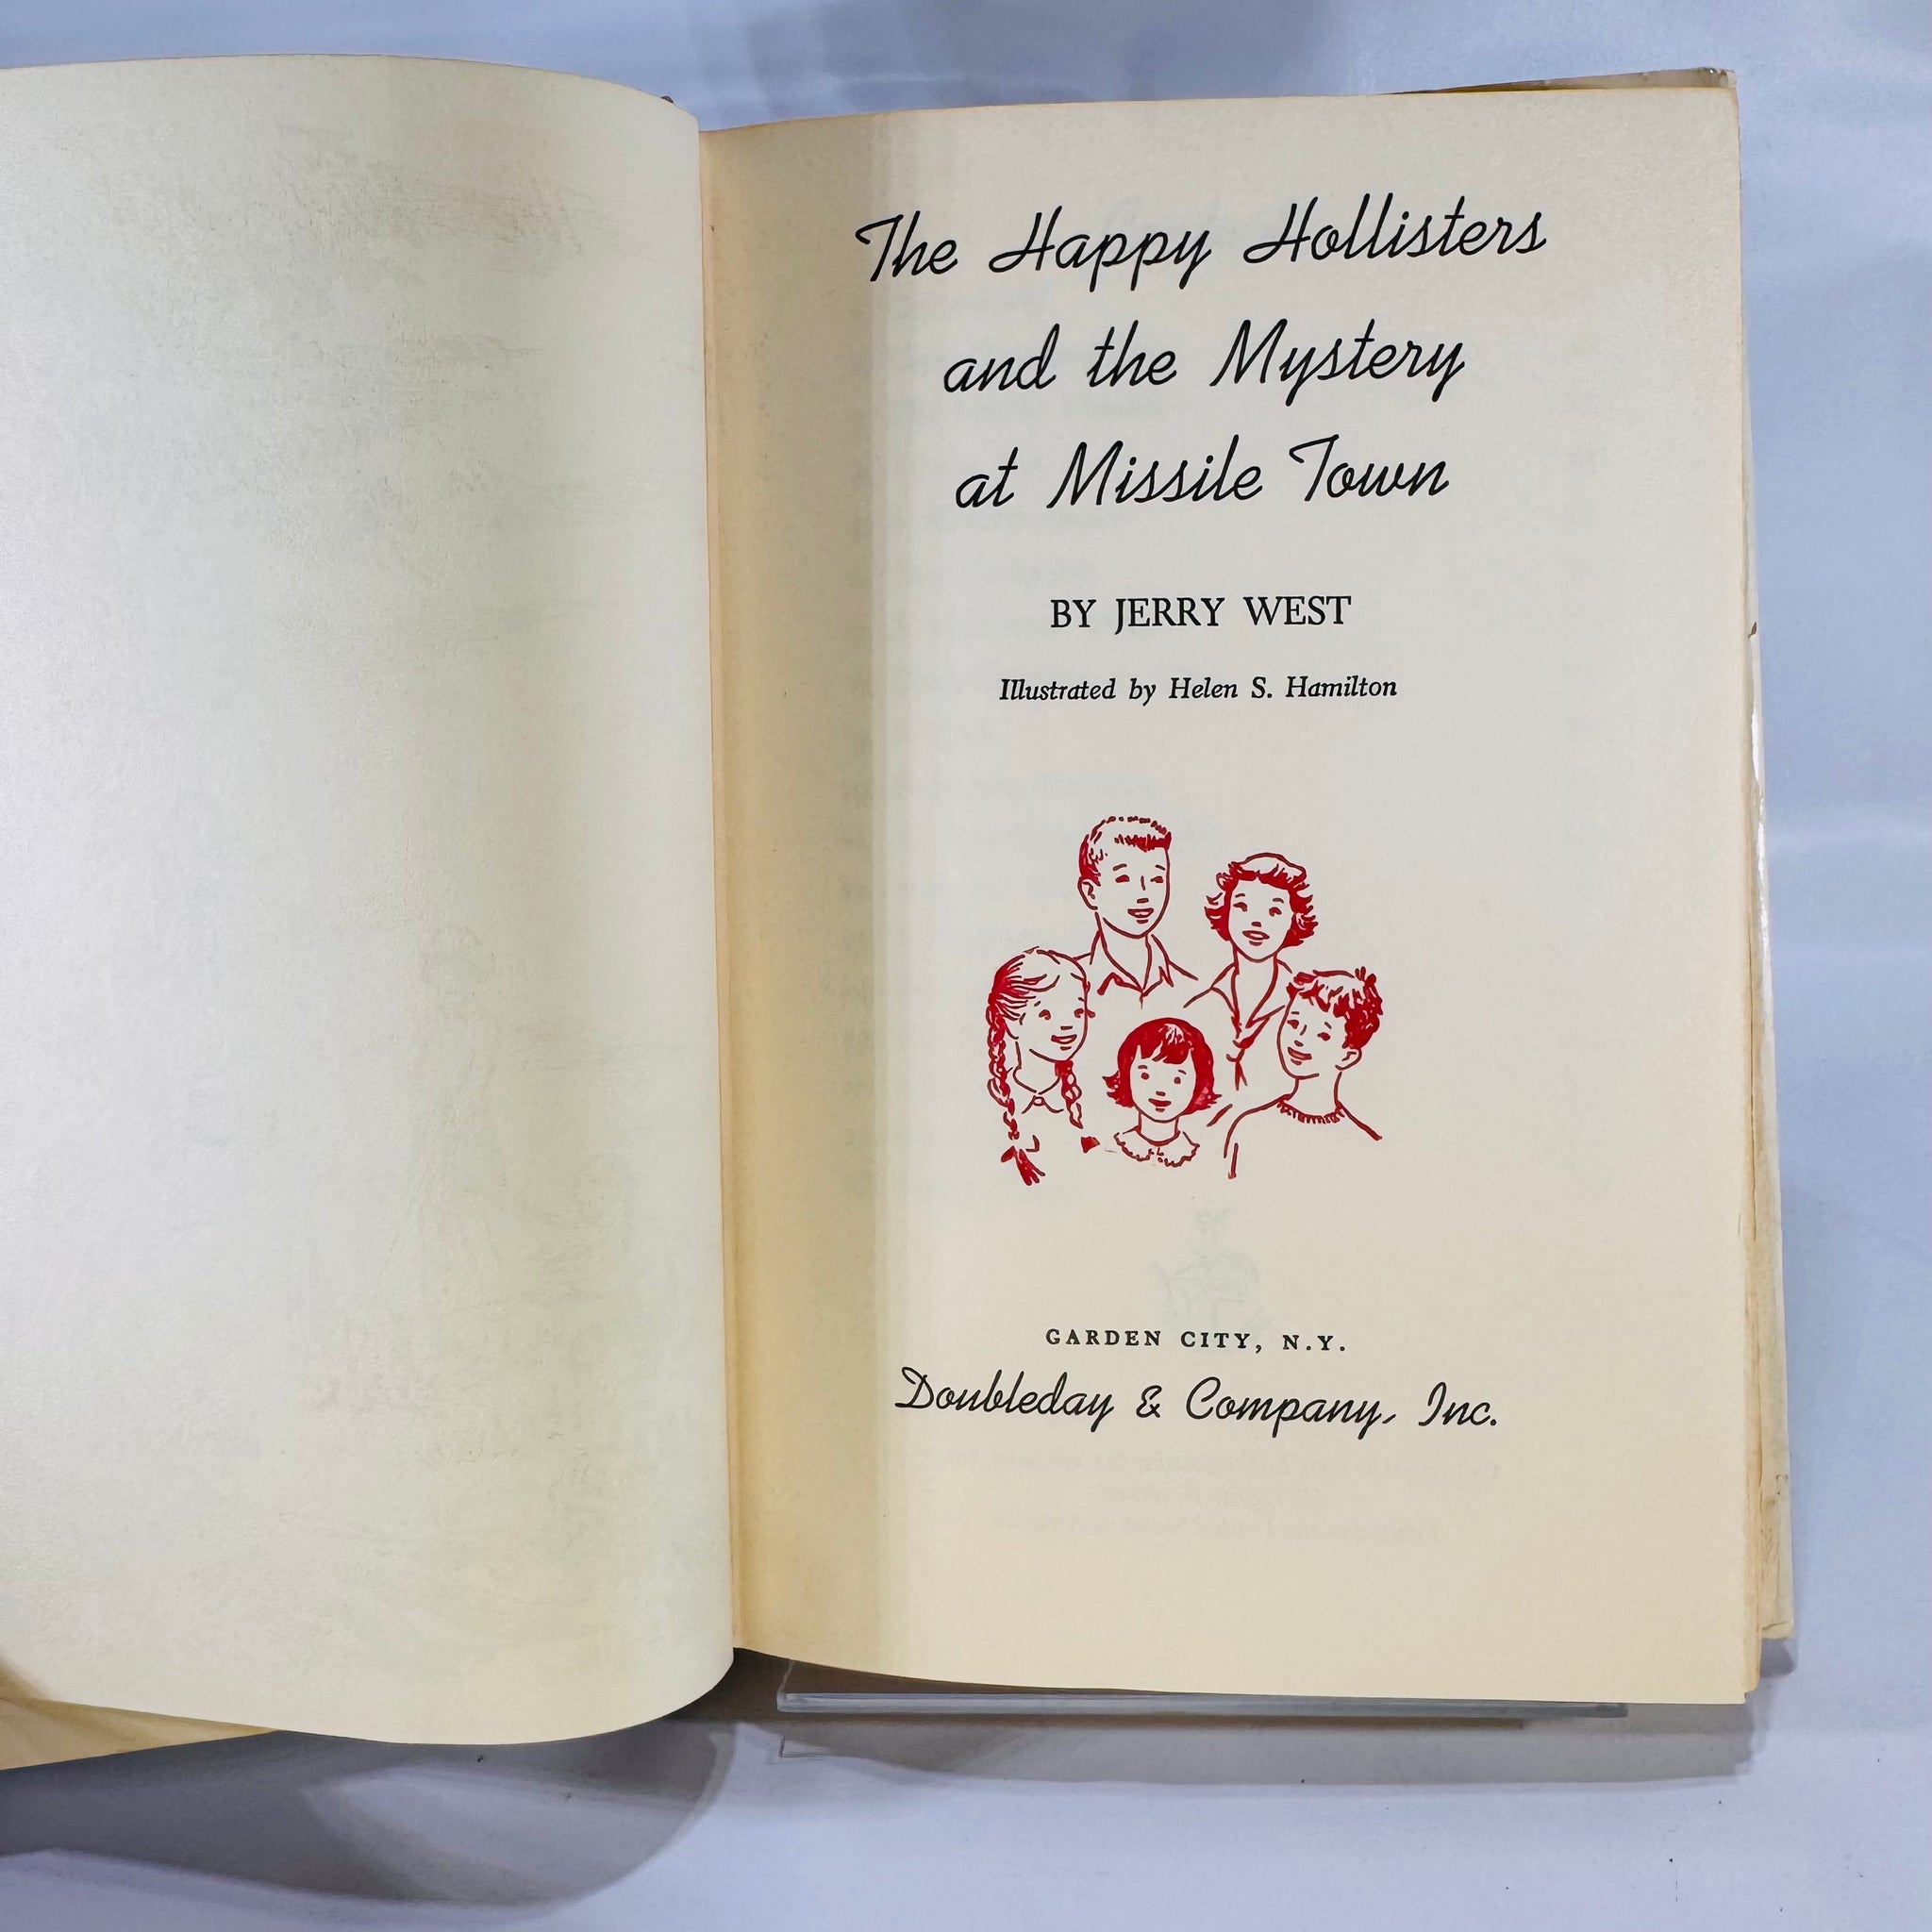 The Happy Hollisters
and the Mystery
at Missile Town
BY JERRY WEST
Illustrated by Helen S. Hamilton
GARDEN CITY, N.Y.
Doubleday & Company, Inc.